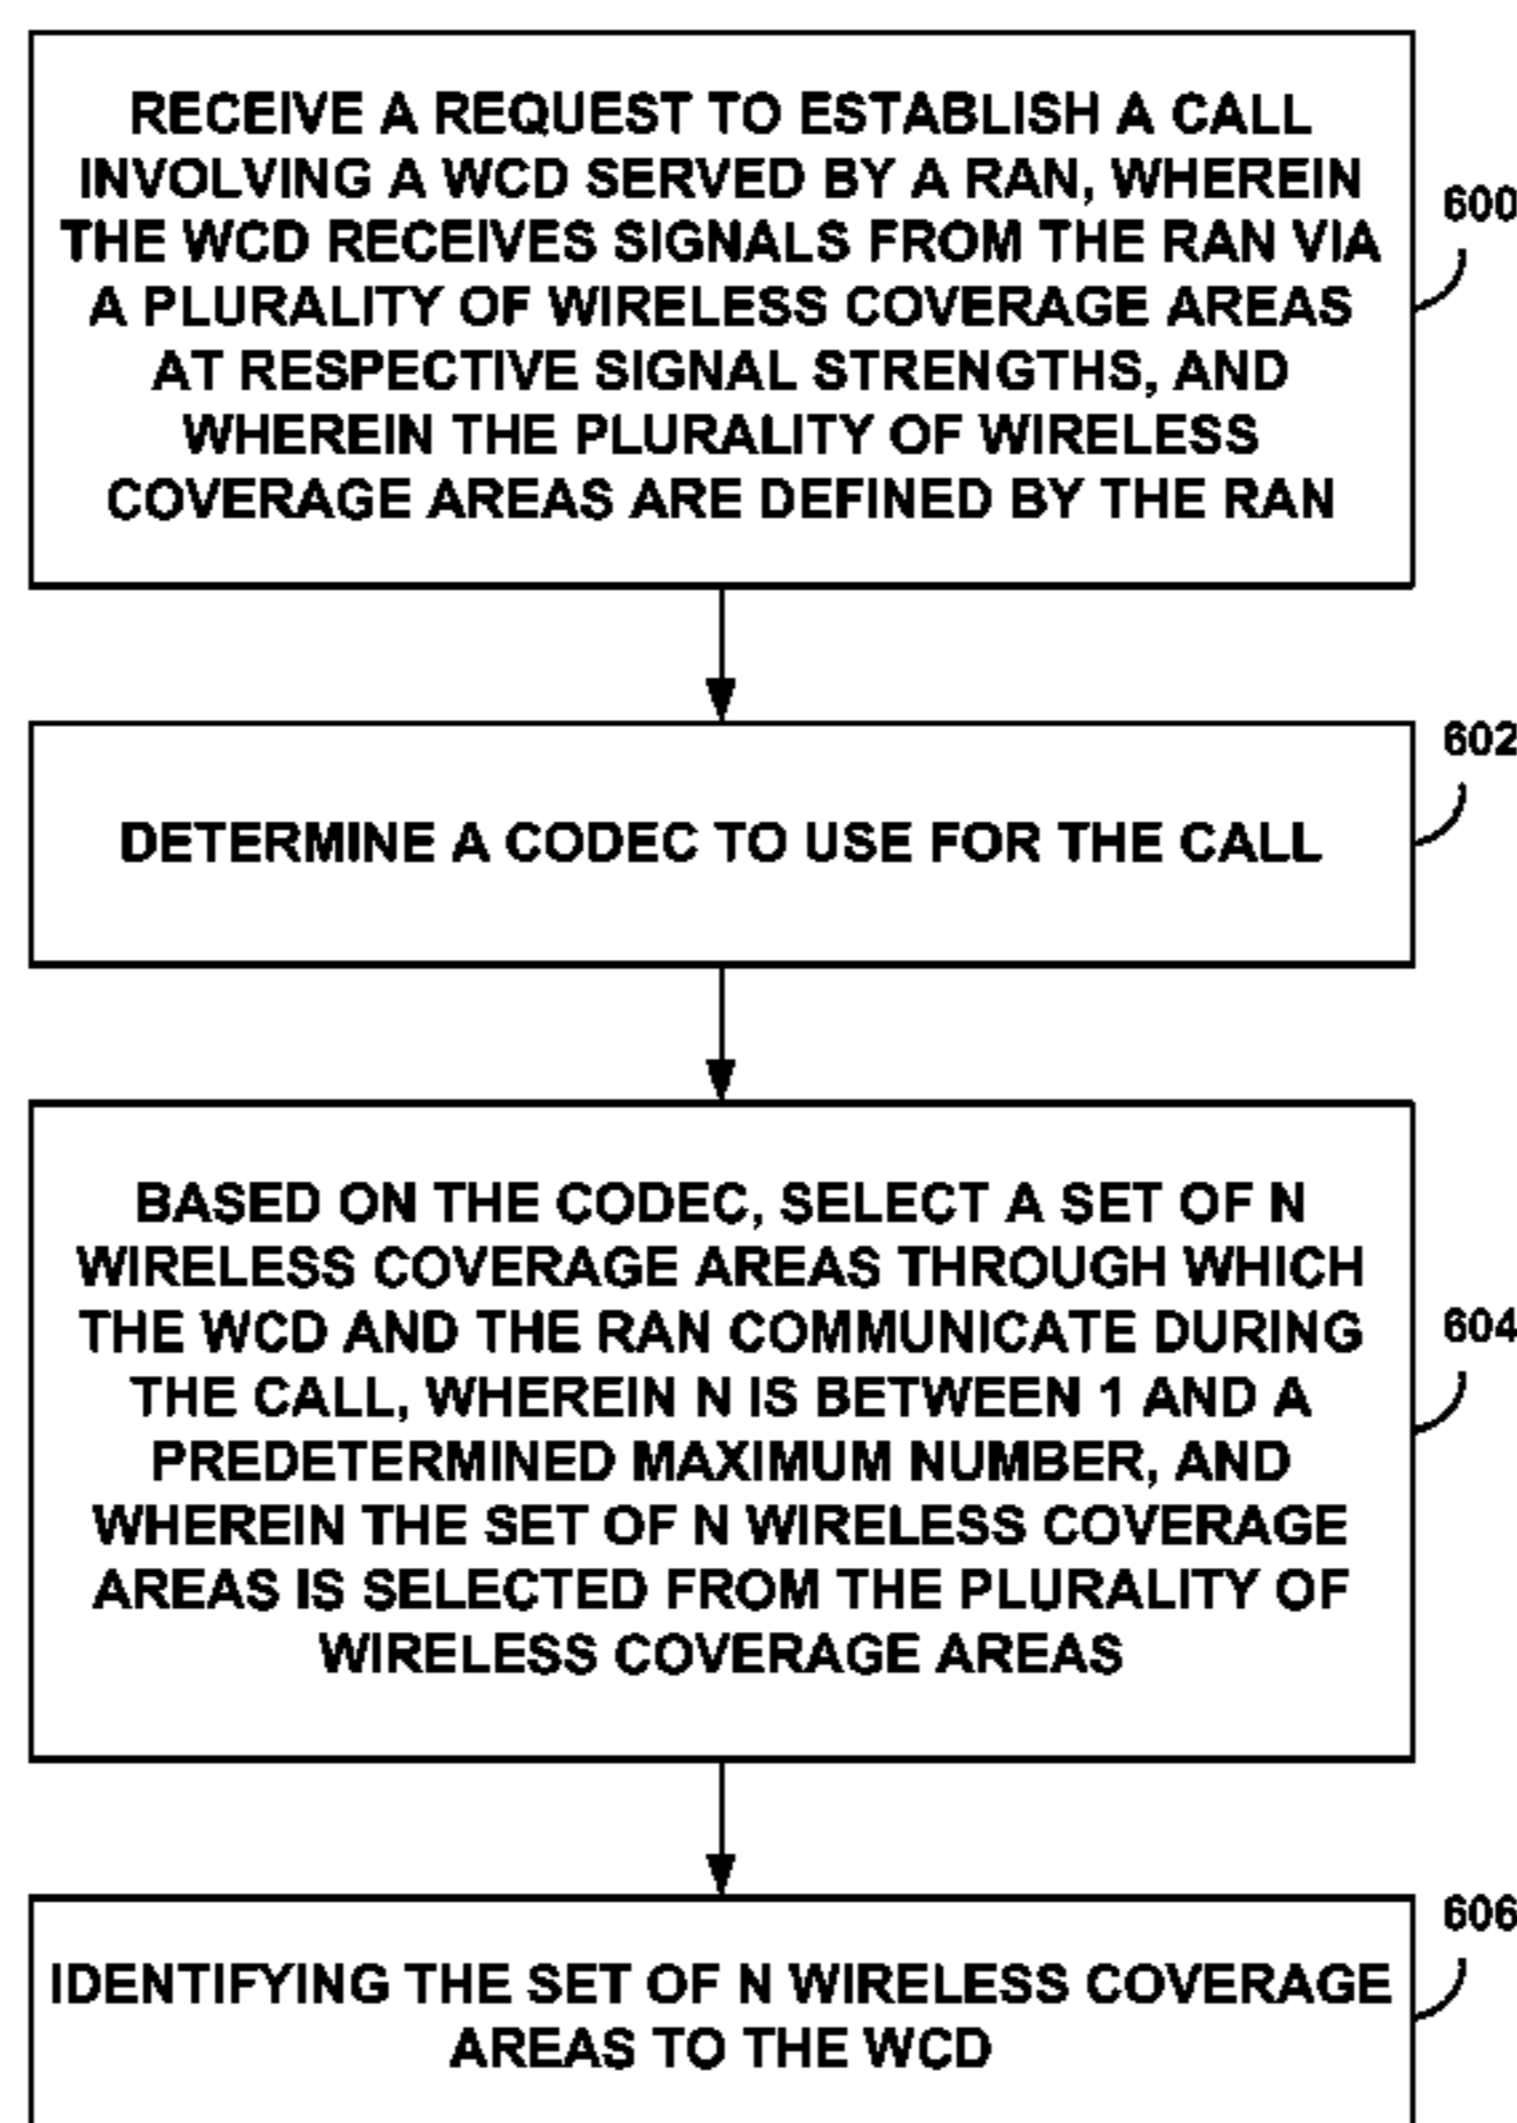 RECEIVE A REQUEST TO ESTABLISH A CALL
INVOLVING A WCD SERVED BY A RAN, WHEREIN
THE WCD RECEIVES SIGNALS FROM THE RAN VIA
A PLURALITY OF WIRELESS COVERAGE AREAS
AT RESPECTIVE SIGNAL STRENGTHS, AND
WHEREIN THE PLURALITY OF WIRELESS
COVERAGE AREAS ARE DEFINED BY THE RAN
600
602
DETERMINE A CODEC TO USE FOR THE CALL
BASED ON THE CODEC, SELECT A SET OF N
WIRELESS COVERAGE AREAS THROUGH WHICH
THE WCD AND THE RAN COMMUNICATE DURING
THE CALL, WHEREIN N IS BETWEEN 1 AND A
PREDETERMINED MAXIMUM NUMBER, AND
WHEREIN THE SET OF N WIRELESS COVERAGE
AREAS IS SELECTED FROM THE PLURALITY OF
WIRELESS COVERAGE AREAS
604
606
IDENTIFYING THE SET OF N WIRELESS COVERAGE
AREAS TO THE WCD